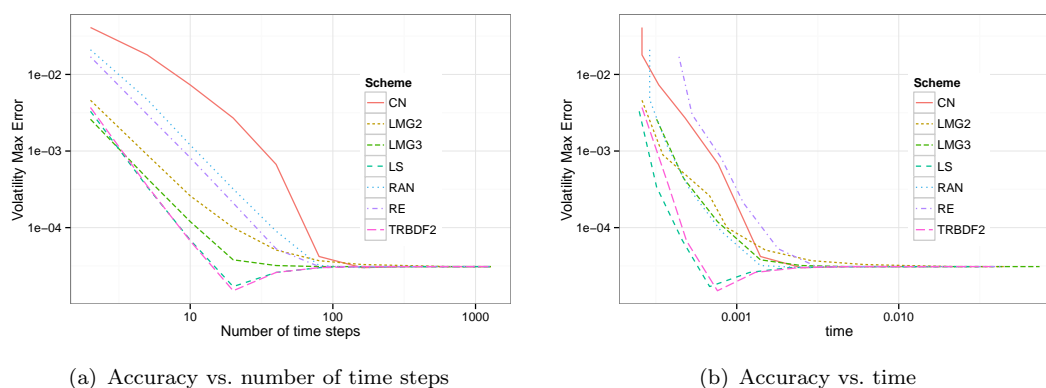 1e−02
1e−03
1e−04
Volatility Max Error
10
100
1000
Number of time steps
Scheme
CN
LMG2
LMG3
LS
RAN
RE
TRBDF2
(a) Accuracy vs. number of time steps
1e−02
1e−03
1e−04
Volatility Max Error
0.001
0.010
time
Scheme
CN
LMG2
LMG3
LS
RAN
RE
TRBDF2
(b) Accuracy vs. time